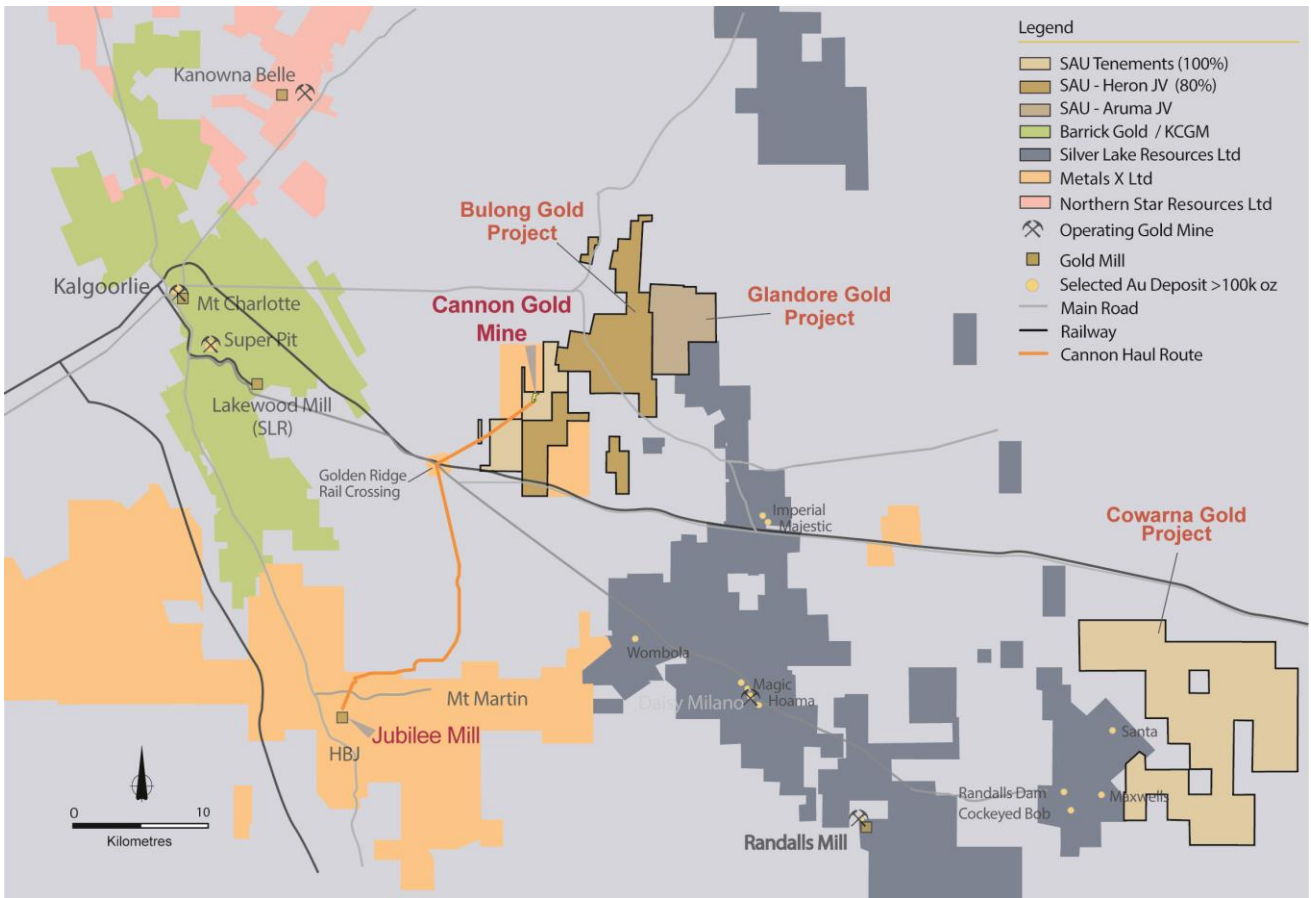 Legend
SAU Tenements (100%)
SAU - Heron JV (80%)
SAU - Aruma JV
Barrick Gold / KCGM
Silver Lake Resources Ltd
Metals X Ltd
Northern Star Resources Ltd
Operating Gold Mine
Gold Mill
Selected Au Deposit >100k oz
Main Road
Railway
Cannon Haul Route
Kanowna Belle
Bulong Gold
Project
Kalgoorlie
Mt Charlotte
Cannon Gold
Mine
Glandore Gold
Project
Super Pit
Lakewood Mill
(SLR)
Golden Ridge
Rail Crossing
Imperial
Majestic
Cowarna Gold
Project
Wombola
Magic
Daisy Milano
Hoama
Mt Martin
Jubilee Mill
HBJ
Santa
Randalls Dam
Maxwells
Cockeyed Bob
Randalls Mill
0 10
Kilometres